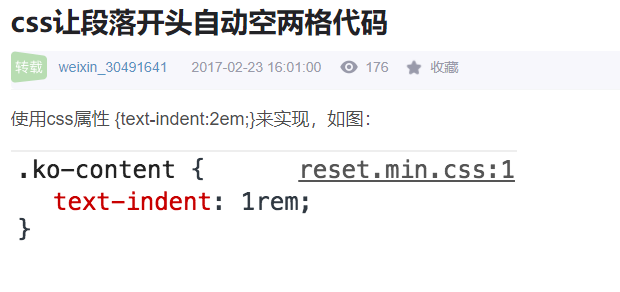 css让段落开头自动空两格代码
转载 weixin_30491641 2017-02-23 16:01:00 176 收藏
使用css属性 {text-indent:2em;}来实现，如图：
.ko-content { reset.min.css:1
text-indent: 1rem;
}